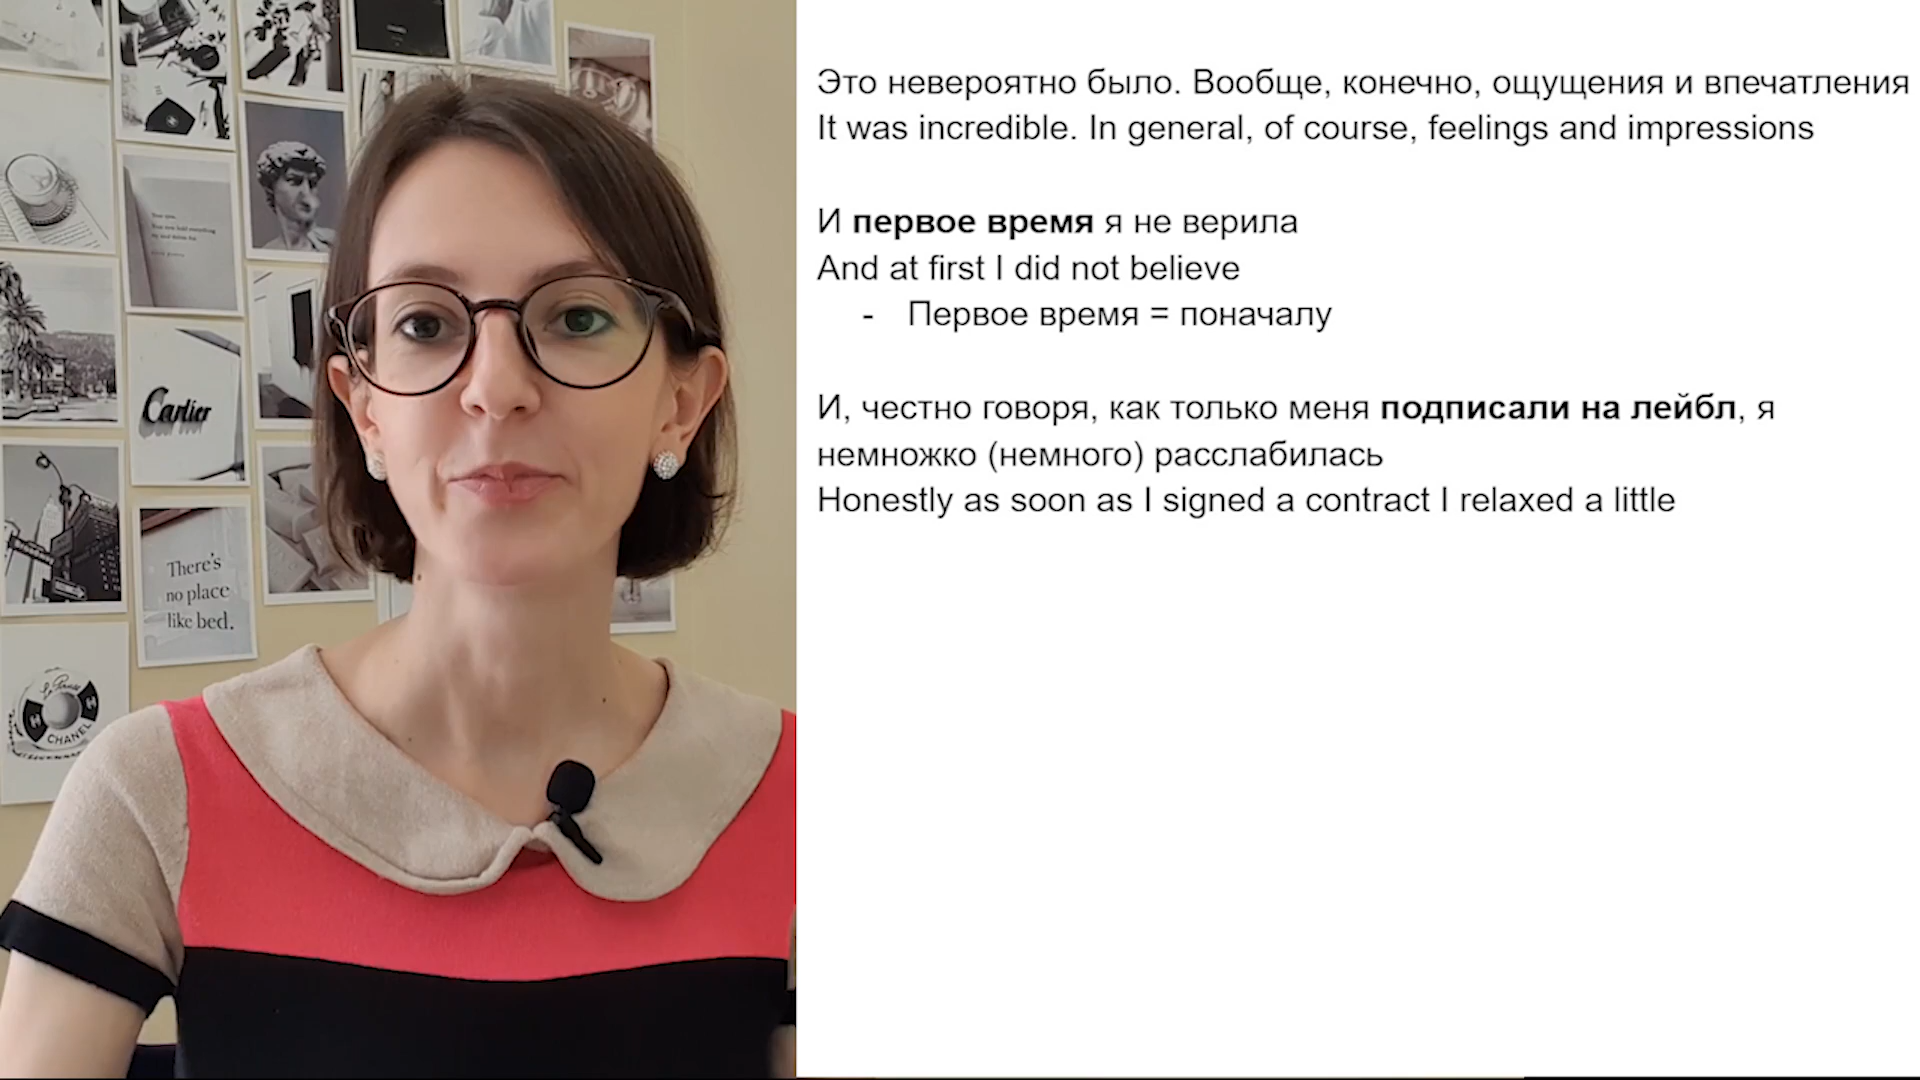 Это невероятно было. Вообще, конечно, ощущения и впечатления
It was incredible. In general, of course, feelings and impressions
И первое время я не верила
And at first I did not believe
- Первое время = поначалу
И, честно говоря, как только меня подписали на лейбл, я
немножко (немного) расслабилась
Honestly as soon as I signed a contract I relaxed a little
Cartier
There's
no place
like bed.
CHANEL